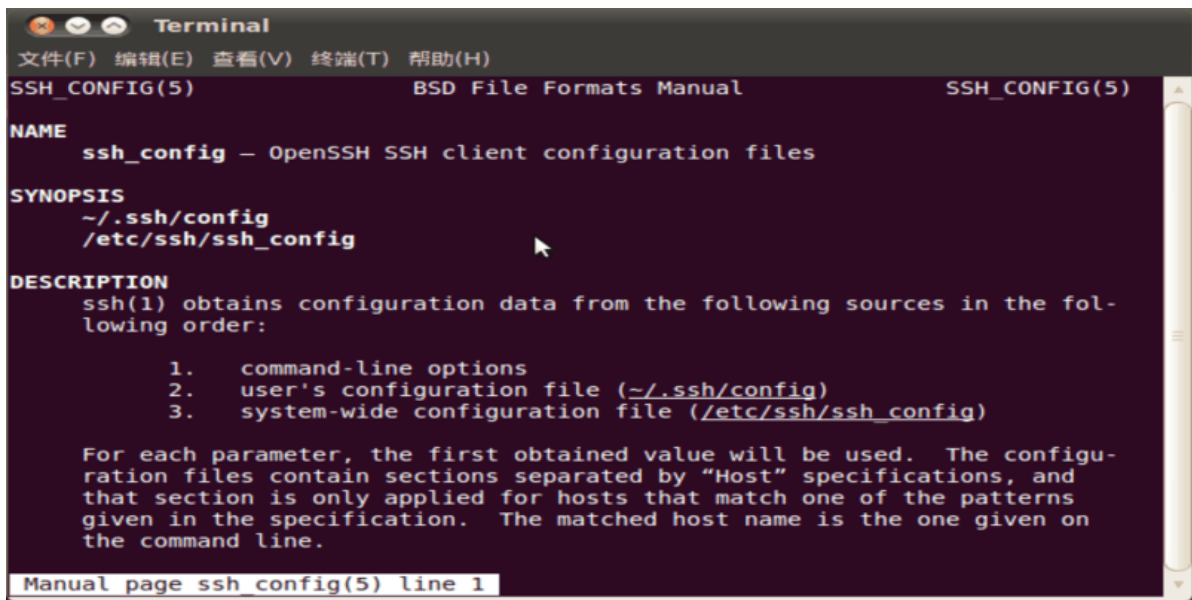 Terminal
文件(F) 编辑(E) 查看(V) 终端(T) 帮助(H)
SSH_CONFIG(5) BSD File Formats Manual SSH_CONFIG(5)
NAME
ssh_config — OpenSSH SSH client configuration files
SYNOPSIS
~/.ssh/config
/etc/ssh/ssh_config
DESCRIPTION
ssh(1) obtains configuration data from the following sources in the fol-
lowing order:
1. command-line options
2. user's configuration file (~/.ssh/config)
3. system-wide configuration file (/etc/ssh/ssh_config)
For each parameter, the first obtained value will be used. The configu-
ration files contain sections separated by “Host” specifications, and
that section is only applied for hosts that match one of the patterns
given in the specification. The matched host name is the one given on
the command line.
Manual page ssh_config(5) line 1